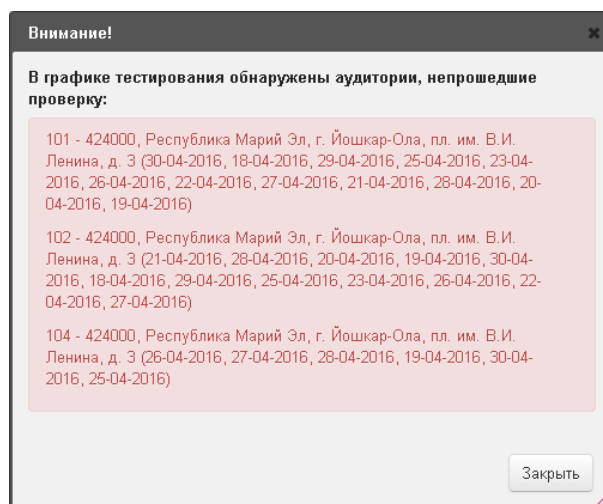 Внимание!
В графике тестирования обнаружены аудитории, непрошедшие
проверку:
101 - 424000, Республика Марий Эл, г. Йошкар-Ола, пл. им. В.И.
Ленина, д. 3 (30-04-2016, 18-04-2016, 29-04-2016, 25-04-2016, 23-04-
2016, 26-04-2016, 22-04-2016, 27-04-2016, 21-04-2016, 28-04-2016, 20-
04-2016, 19-04-2016)
102 - 424000, Республика Марий Эл, г. Йошкар-Ола, пл. им. В.И.
Ленина, д. 3 (21-04-2016, 28-04-2016, 20-04-2016, 19-04-2016, 30-04-
2016, 18-04-2016, 29-04-2016, 25-04-2016, 23-04-2016, 26-04-2016, 22-
04-2016, 27-04-2016)
104 - 424000, Республика Марий Эл, г. Йошкар-Ола, пл. им. В.И.
Ленина, д. 3 (26-04-2016, 27-04-2016, 28-04-2016, 19-04-2016, 30-04-
2016, 25-04-2016)
Закрыть